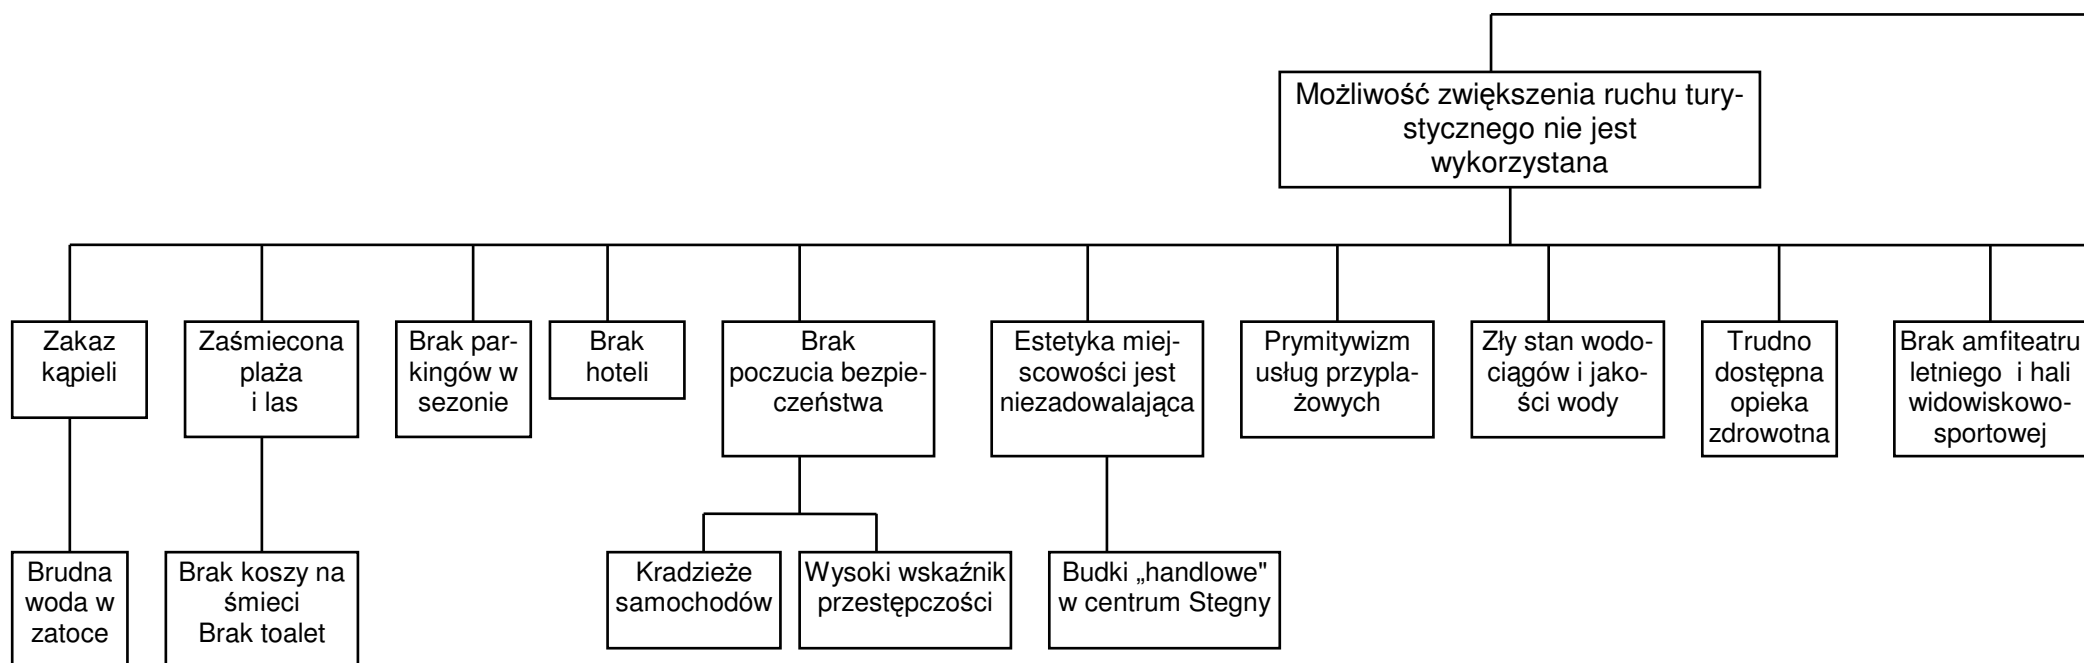 Możliwość zwiększenia ruchu tury-
stycznego nie jest
wykorzystana
Zakaz
kąpieli
Zaśmiecona
plaża
i las
Brak par-
kingów w
sezonie
Brak
hoteli
Brak
poczucia bezpie-
czeństwa
Estetyka miej-
scowości jest
niezadowalająca
Prymitywizm
usług przypla-
żowych
Zły stan wodo-
ciągów i jako-
ści wody
Trudno
dostępna
opieka
zdrowotna
Brak amfiteatru
letniego i hali
widowiskowo-
sportowej
Brudna
woda w
zatoce
Brak koszy na
śmieci
Brak toalet
Kradzieże
samochodów
Wysoki wskaźnik
przestępczości
Budki „handlowe"
w centrum Stegny